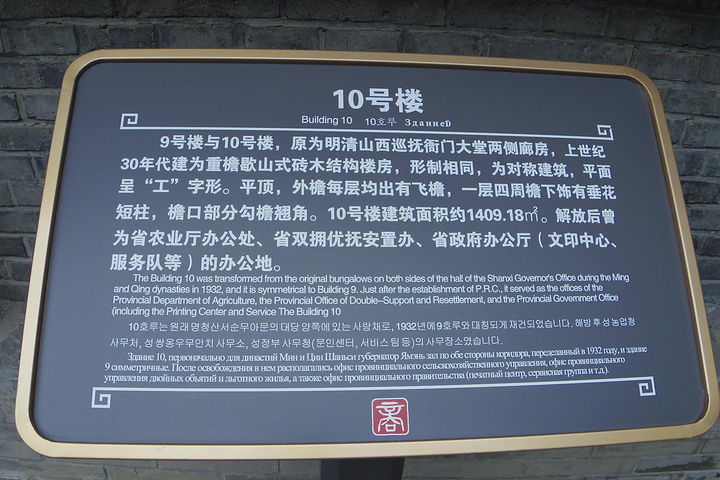 10号楼
Building 10 10호루 ЗданиеD
9号楼与10号楼，原为明清山西巡抚衙门大堂两侧廊房，上世纪
30年代建为重檐歇山式砖木结构楼房，形制相同，为对称建筑，平面
呈“工”字形。平顶，外檐每层均出有飞檐，一层四周檐下饰有垂花
短柱，檐口部分勾檐翘角。10号楼建筑面积约1409.18㎡。解放后曾
为省农业厅办公处、省双拥优抚安置办、省政府办公厅（文印中心、
服务队等）的办公地。
The Building 10 was transformed from the original bungalows on both sides of the hall of the Shanxi Governor's Office during the Ming
and Qing dynasties in 1932, and it is symmetrical to Building 9. Just after the establishment of P.R.C., it served as the offices of the
Provincial Department of Agriculture, the Provincial Office of Double-Support and Resettlement, and the Provincial Government Office
(including the Printing Center and Service The Building 10
10호루는 원래 명청산서순무아문의 대당 양쪽에 있는 사랑채로, 1932년에 9호루와 대칭되게 재건되었습니다. 해방 후 성농업청
사무처, 성 쌍옹우무안치 사무소, 성정부 사무청(문인센터, 서비스 팀 등)의 사무장소였습니다.
Здание 10, первоначально для династий Мин и Цин Шаньси губернатор Ямэнь зал по обе стороны коридора, переделанный в 1932 году, и здание
9 симметричные. После освобождения в нем располагались офис провинциального сельскохозяйственного управления, офис провинциального
управления двойных объятий и льготного жилья, а также офис провинциального правительства (печатный центр, сервисная группа и т.д.).